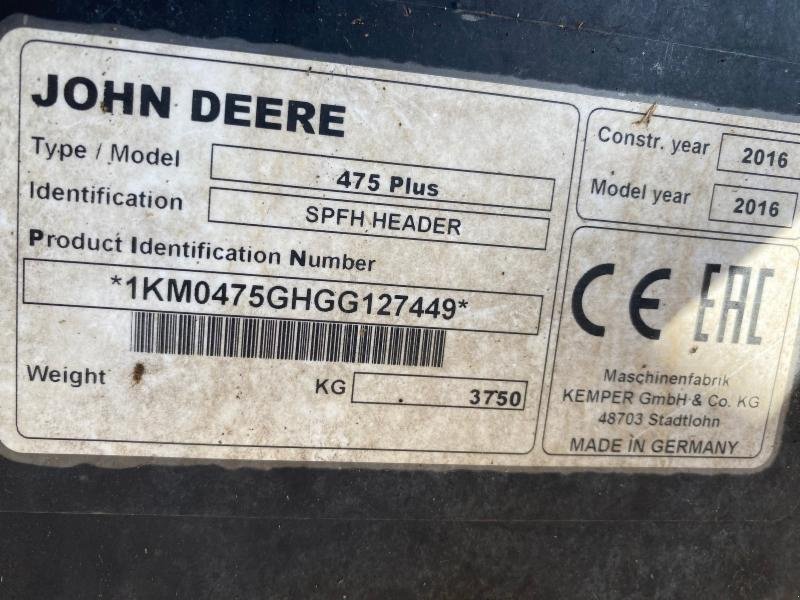 JOHN DEERE
Type / Model 475 Plus
Identification SPFH HEADER
Product Identification Number
*1KM0475GHGG127449*
Weight KG 3750
Constr. year 2016
Model year 2016
CE EAC
Maschinenfabrik
KEMPER GmbH & Co. KG
48703 Stadtlohn
MADE IN GERMANY